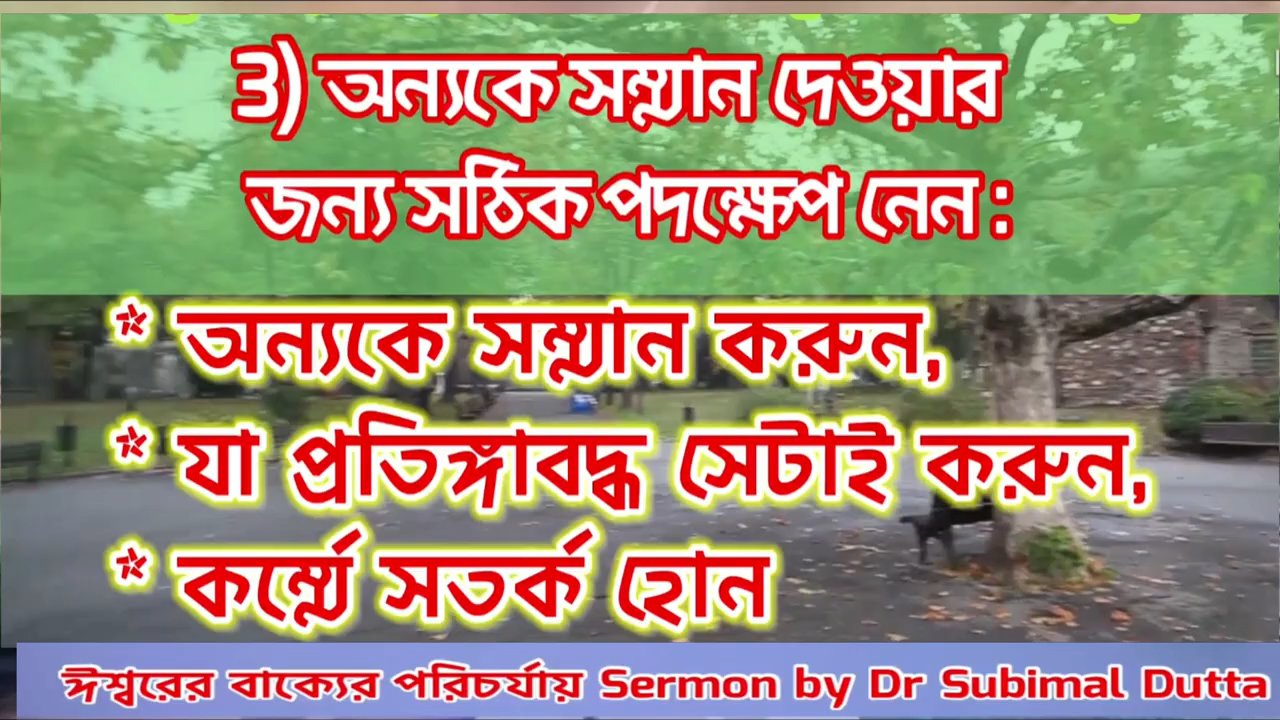 ৩) অন্যকে সম্মান দেওয়ার
জন্য সঠিক পদক্ষেপ নেন :
* অন্যকে সম্মান করুন,
* যা প্রতিঙ্গাবদ্ধ সেটাই করুন,
* কর্ম্মে সতর্ক হোন
ঈশ্বরের বাক্যের পরিচর্যায় Sermon by Dr Subimal Dutta